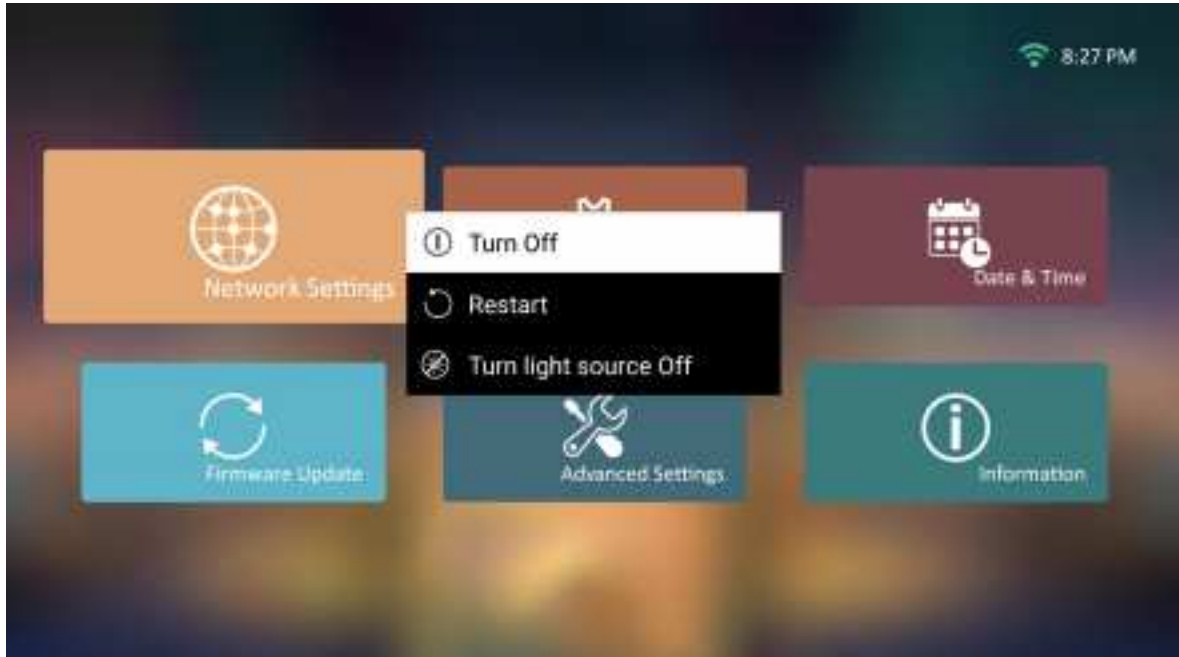 8:27 PM
Network Settings
Date & Time
Turn Off
Restart
Turn light source Off
Firmware Update
Advanced Settings
Information